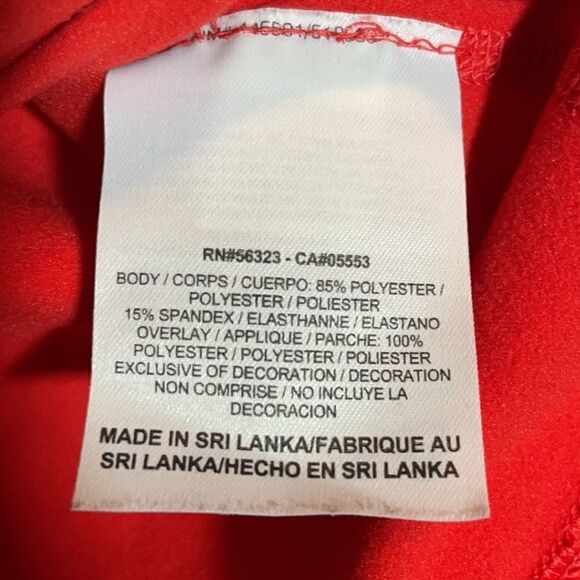 RN#56323 - CA#05553
BODY / CORPS / CUERPO: 85% POLYESTER /
POLYESTER / POLIESTER
15% SPANDEX / ELASTHANNE / ELASTANO
OVERLAY / APPLIQUE / PARCHE: 100%
POLYESTER / POLYESTER / POLIESTER
EXCLUSIVE OF DECORATION / DECORATION
NON COMPRISE / NO INCLUYE LA
DECORACION
MADE IN SRI LANKA/FABRIQUE AU
SRI LANKA/HECHO EN SRI LANKA